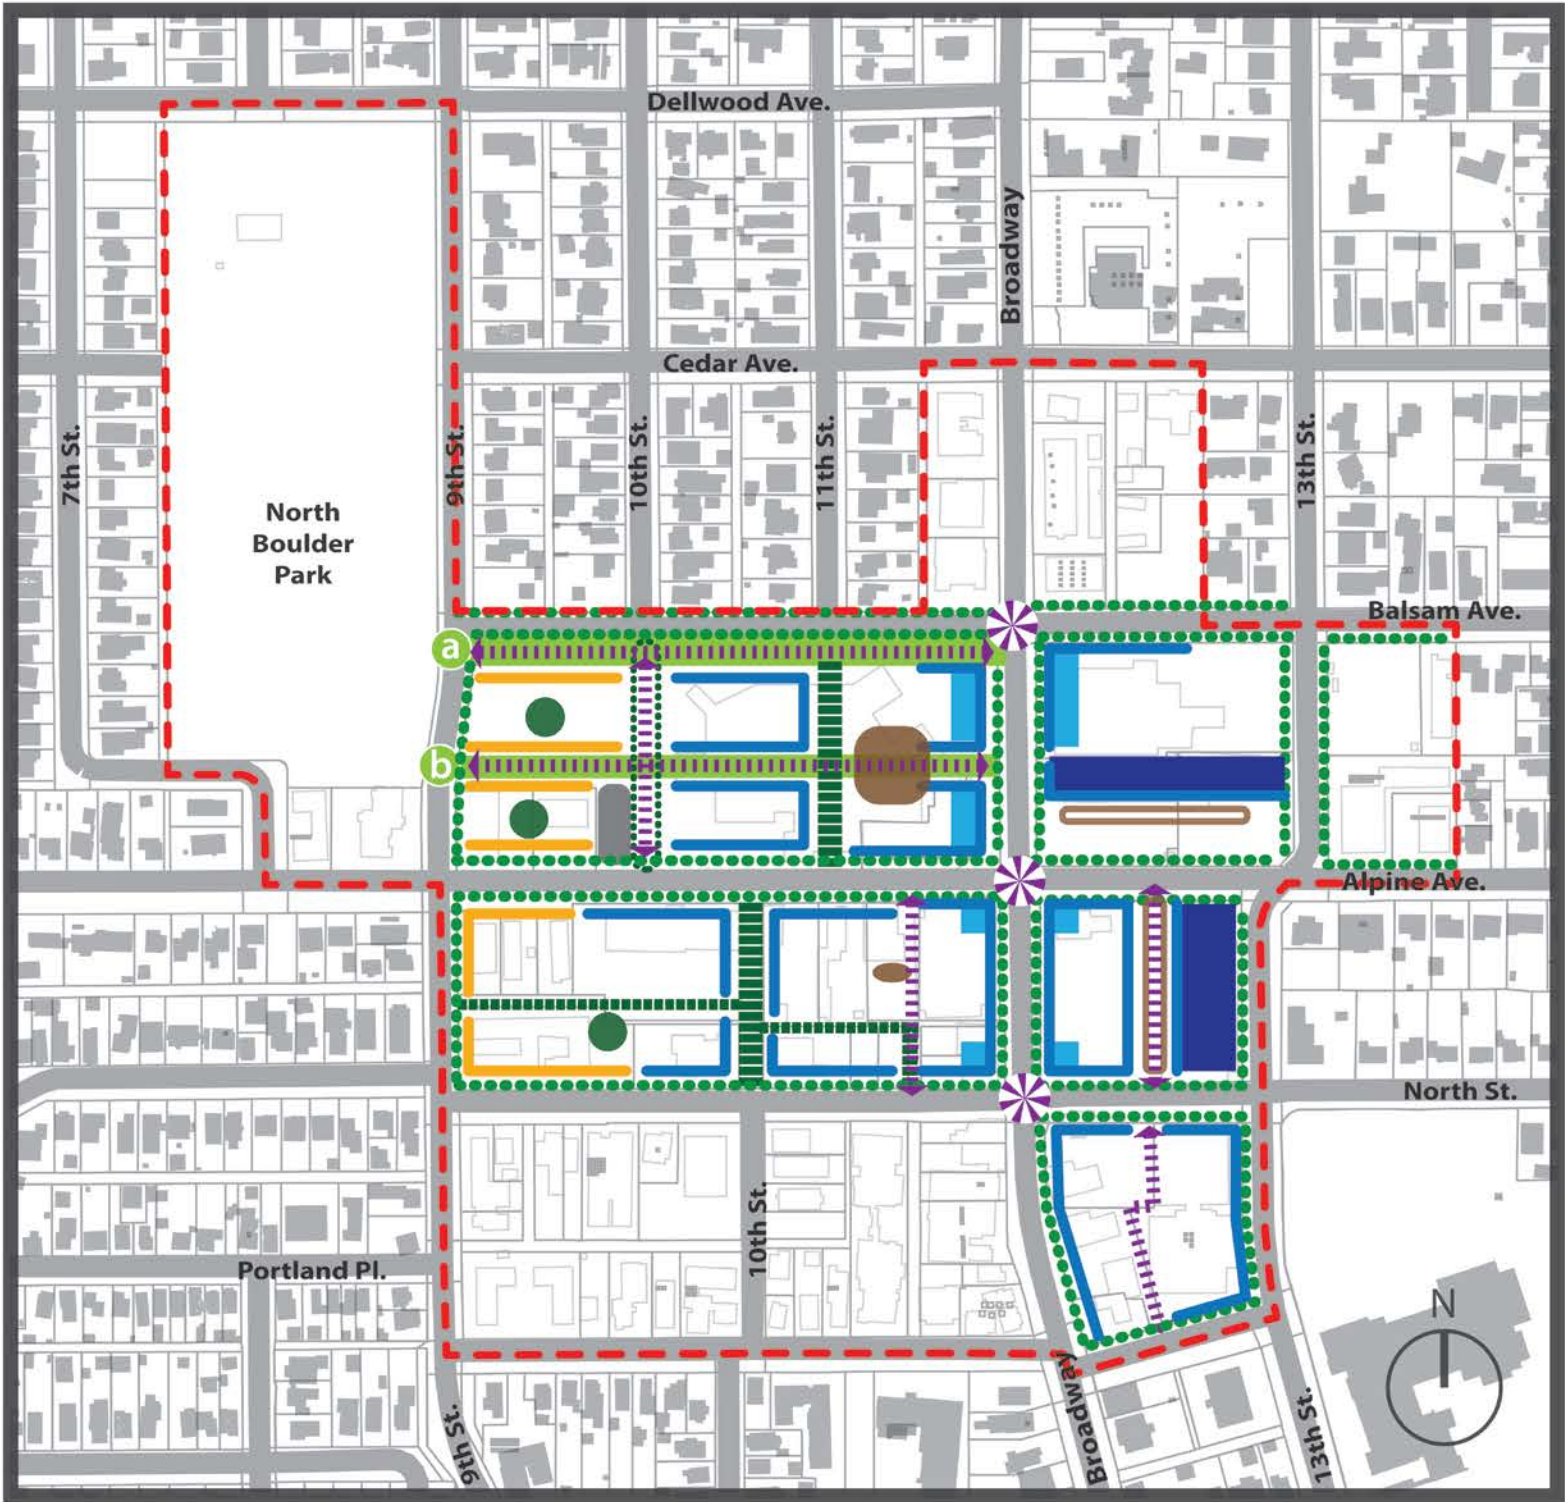 Dellwood Ave.
Broadway
Cedar Ave.
7th St.
9th St.
10th St.
11th St.
13th St.
North
Boulder
Park
Balsam Ave.
a
b
Alpine Ave.
North St.
10th St.
Portland Pl.
N
9th St.
Broadway
13th St.